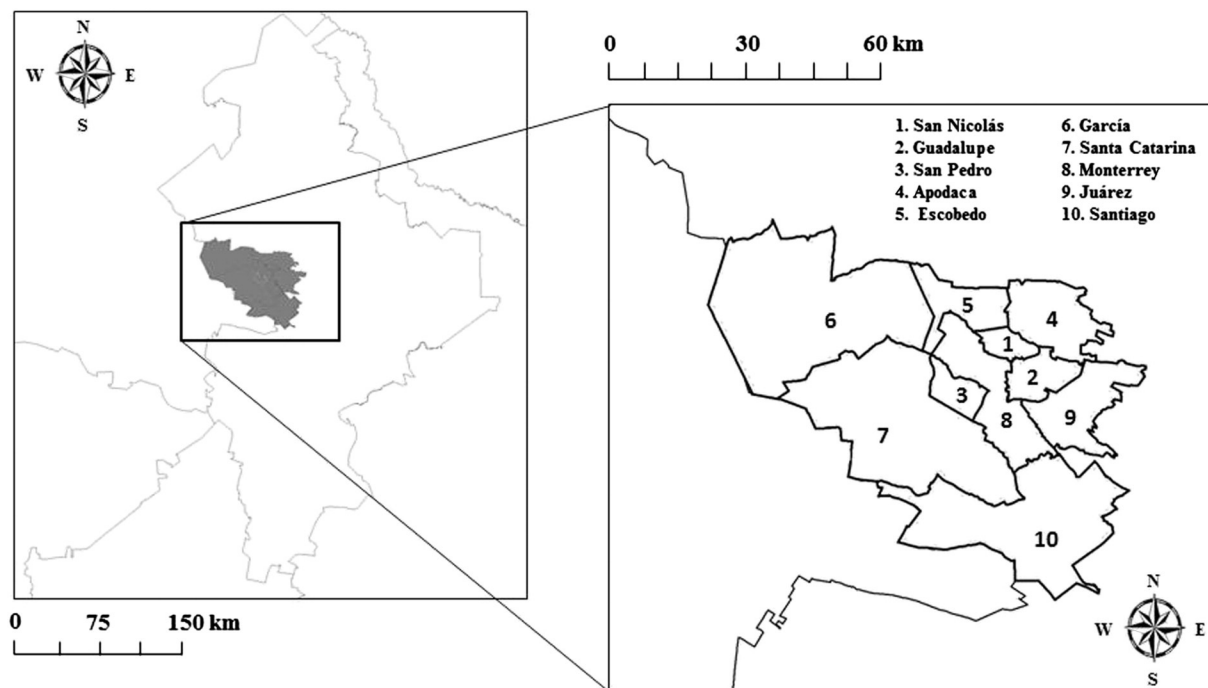 N
W E
S
0 75 150 km
0 30 60 km
1. San Nicolás
2. Guadalupe
3. San Pedro
4. Apodaca
5. Escobedo
6. García
7. Santa Catarina
8. Monterrey
9. Juárez
10. Santiago
6
5
4
1
2
3
9
8
7
10
N
W E
S